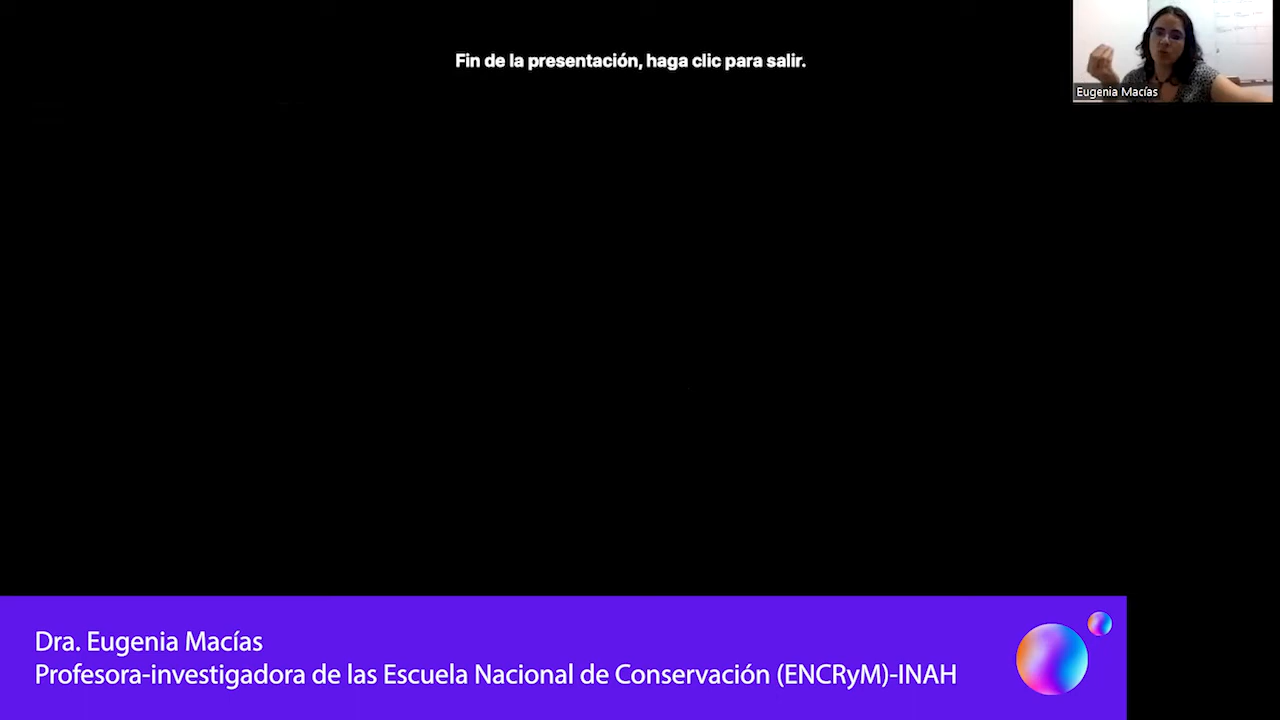 Fin de la presentación, haga clic para salir.
Eugenia Macías
Dra. Eugenia Macías
Profesora-investigadora de las Escuela Nacional de Conservación (ENCRyM)-INAH